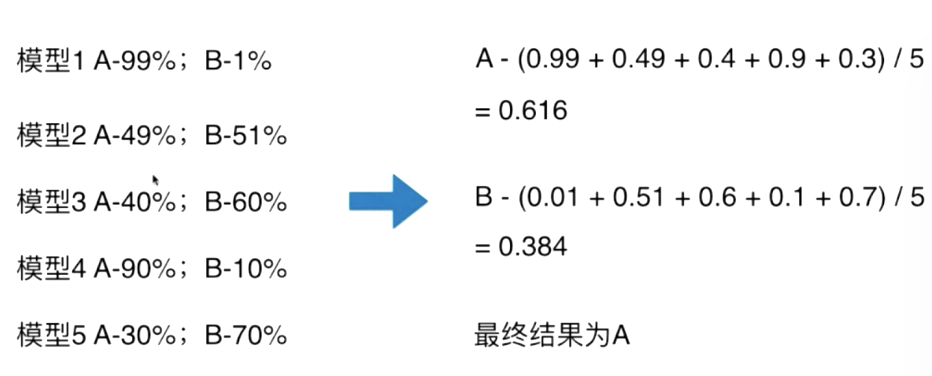 模型1 A-99%；B-1%
模型2 A-49%；B-51%
模型3 A-40%；B-60%
模型4 A-90%；B-10%
模型5 A-30%；B-70%
A - (0.99 + 0.49 + 0.4 + 0.9 + 0.3) / 5
= 0.616
B - (0.01 + 0.51 + 0.6 + 0.1 + 0.7) / 5
= 0.384
最终结果为A